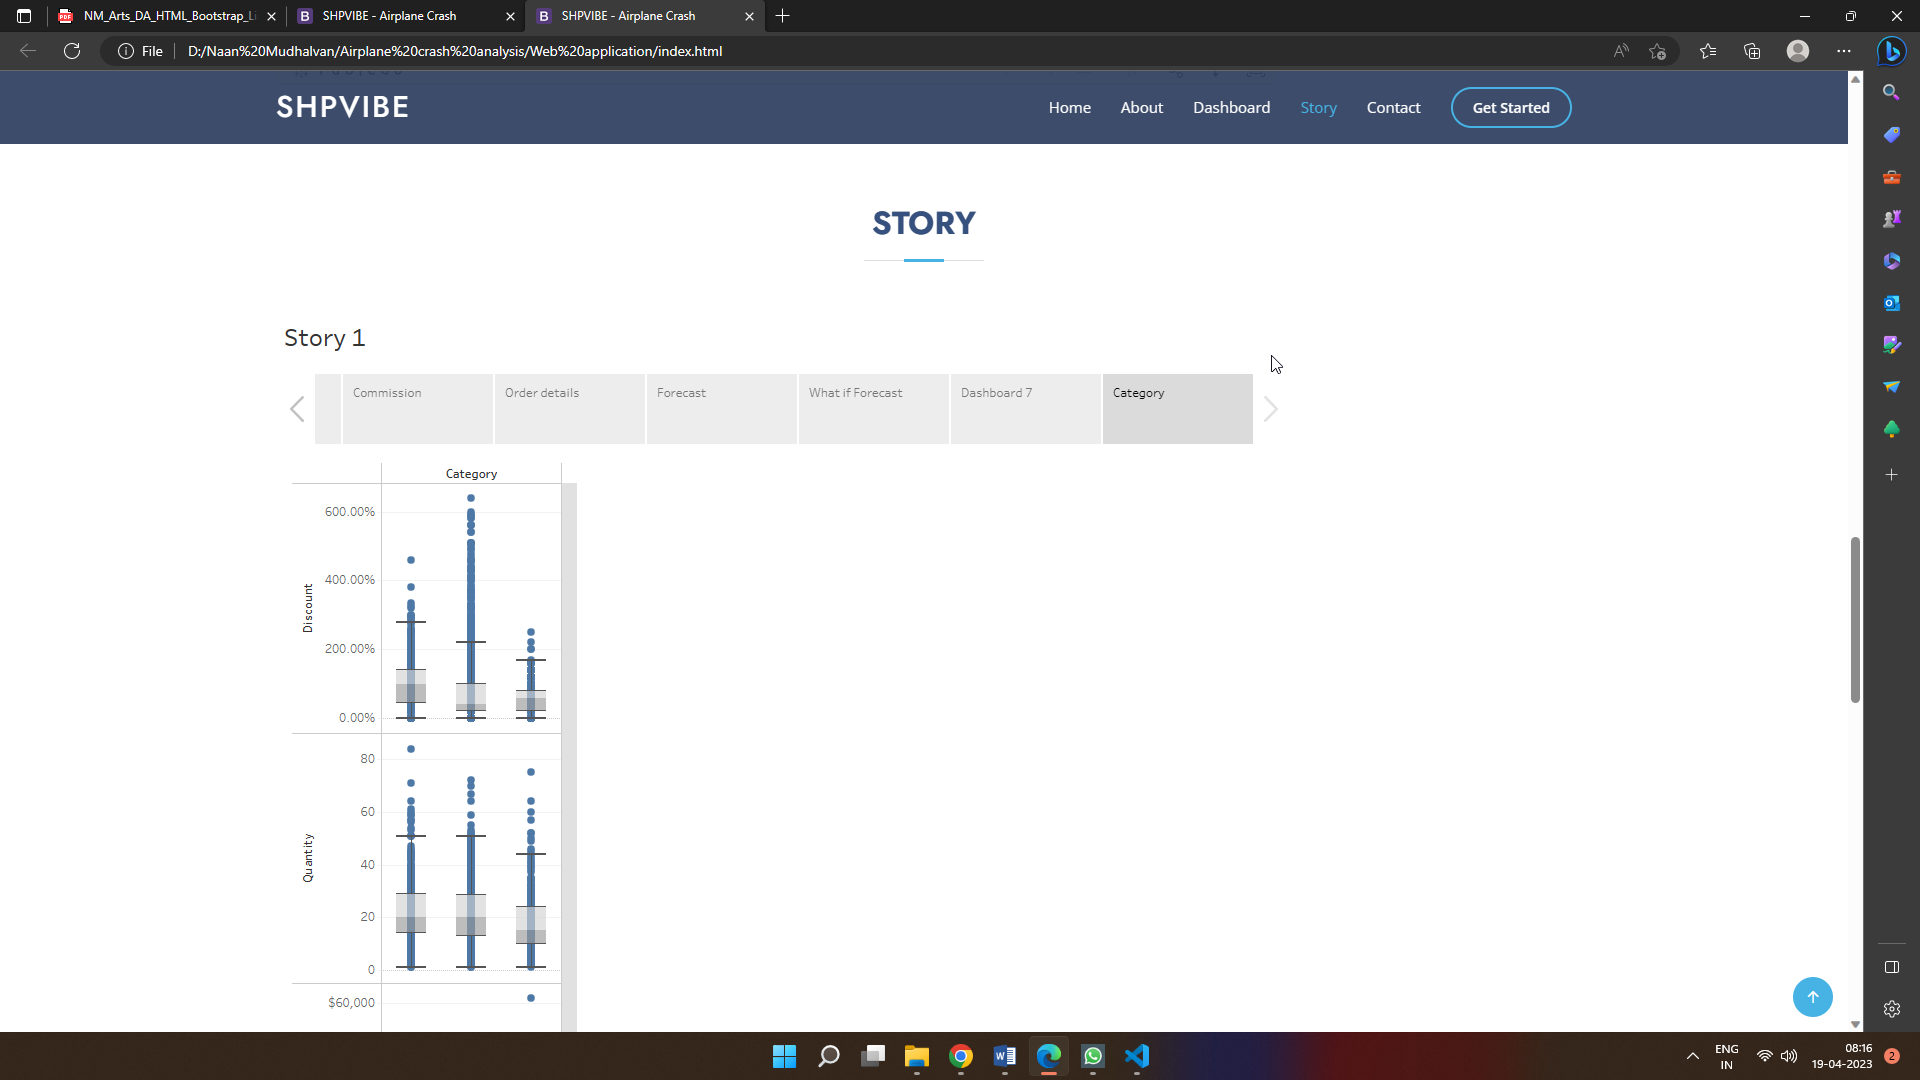 NM_Arts_DA_HTML_Bootstrap_Li
SHPVIBE - Airplane Crash
SHPVIBE - Airplane Crash
File
D:/Naan%20Mudhalvan/Airplane%20crash%20analysis/Web%20application/index.html
SHPVIBE
Home
About
Dashboard
Story
Contact
Get Started
STORY
Story 1
Commission
Order details
Forecast
What if Forecast
Dashboard 7
Category
Category
Discount
600.00%
400.00%
200.00%
0.00%
Quantity
80
60
40
20
0
$60,000
ENG
IN
08:16
19-04-2023
2